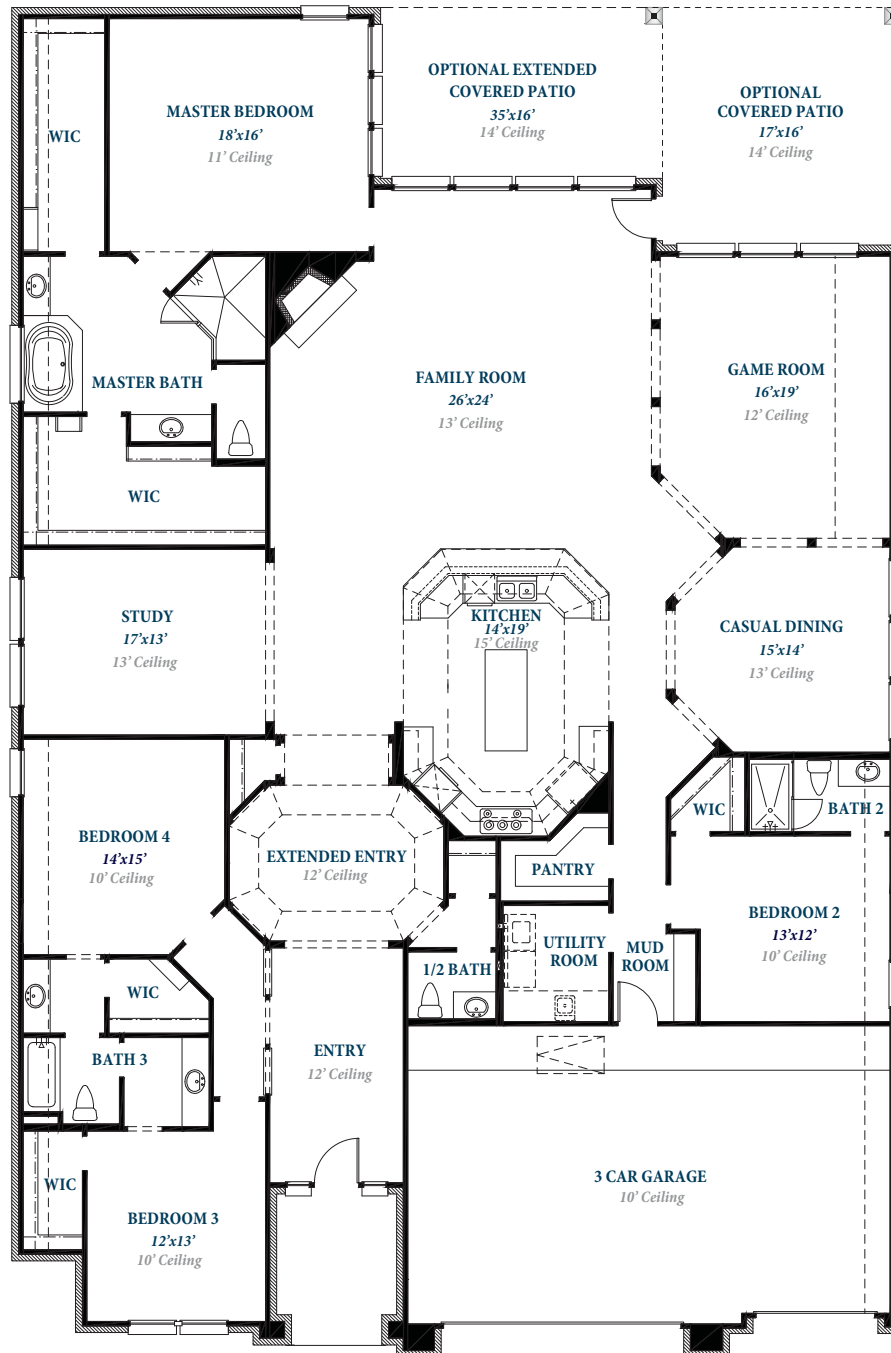 OPTIONAL EXTENDED
COVERED PATIO
35'x16'
14' Ceiling
OPTIONAL
COVERED PATIO
17'x16'
14' Ceiling
MASTER BEDROOM
18'x16'
11' Ceiling
WIC
MASTER BATH
WIC
FAMILY ROOM
26'x24'
13' Ceiling
GAME ROOM
16'x19'
12' Ceiling
STUDY
17'x13'
13' Ceiling
KITCHEN
14'x19'
15' Ceiling
CASUAL DINING
15'x14'
13' Ceiling
BEDROOM 4
14'x15'
10' Ceiling
EXTENDED ENTRY
12' Ceiling
WIC
BATH 2
PANTRY
BEDROOM 2
13'x12'
10' Ceiling
UTILITY
ROOM
MUD
ROOM
1/2 BATH
WIC
BATH 3
ENTRY
12' Ceiling
WIC
BEDROOM 3
12'x13'
10' Ceiling
3 CAR GARAGE
10' Ceiling